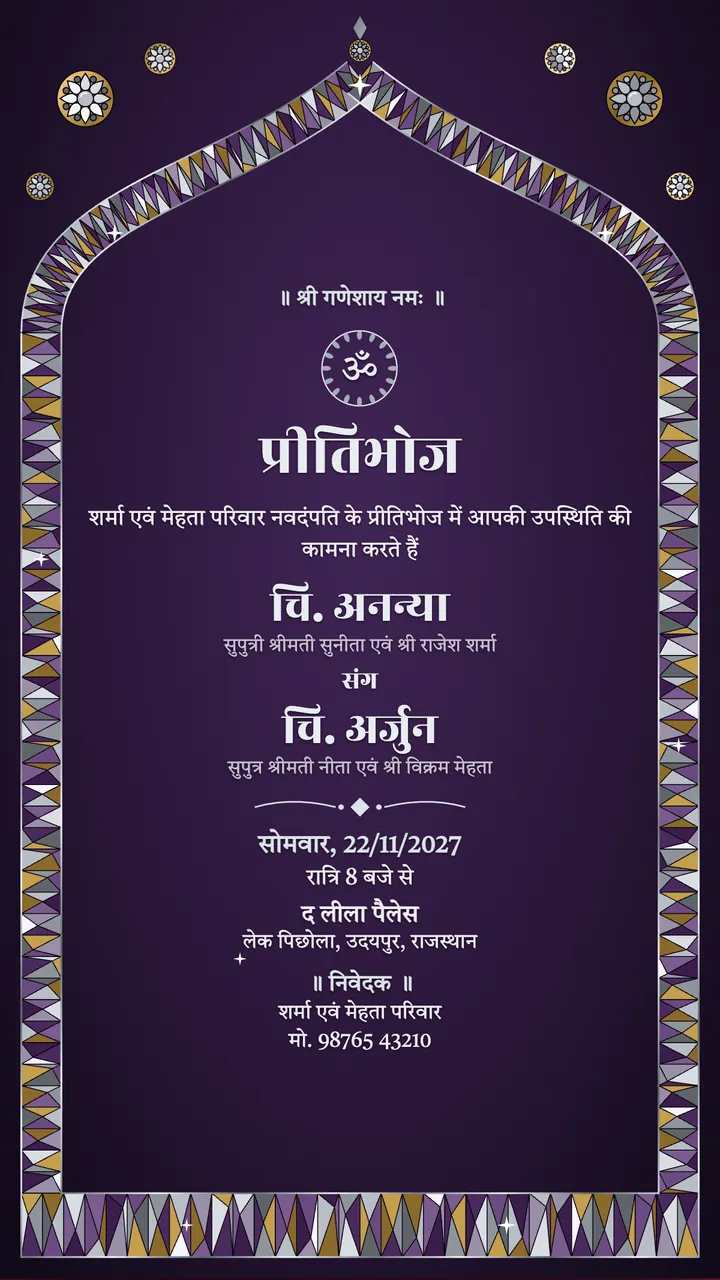 ॥ श्री गणेशाय नमः ॥
ॐ
प्रीतिभोज
शर्मा एवं मेहता परिवार नवदंपति के प्रीतिभोज में आपकी उपस्थिति की
कामना करते हैं
चि. अनन्या
सुपुत्री श्रीमती सुनीता एवं श्री राजेश शर्मा
संग
चि. अर्जुन
सुपुत्र श्रीमती नीता एवं श्री विक्रम मेहता
सोमवार, 22/11/2027
रात्रि 8 बजे से
द लीला पैलेस
लेक पिछोला, उदयपुर, राजस्थान
॥ निवेदक ॥
शर्मा एवं मेहता परिवार
मो. 98765 43210